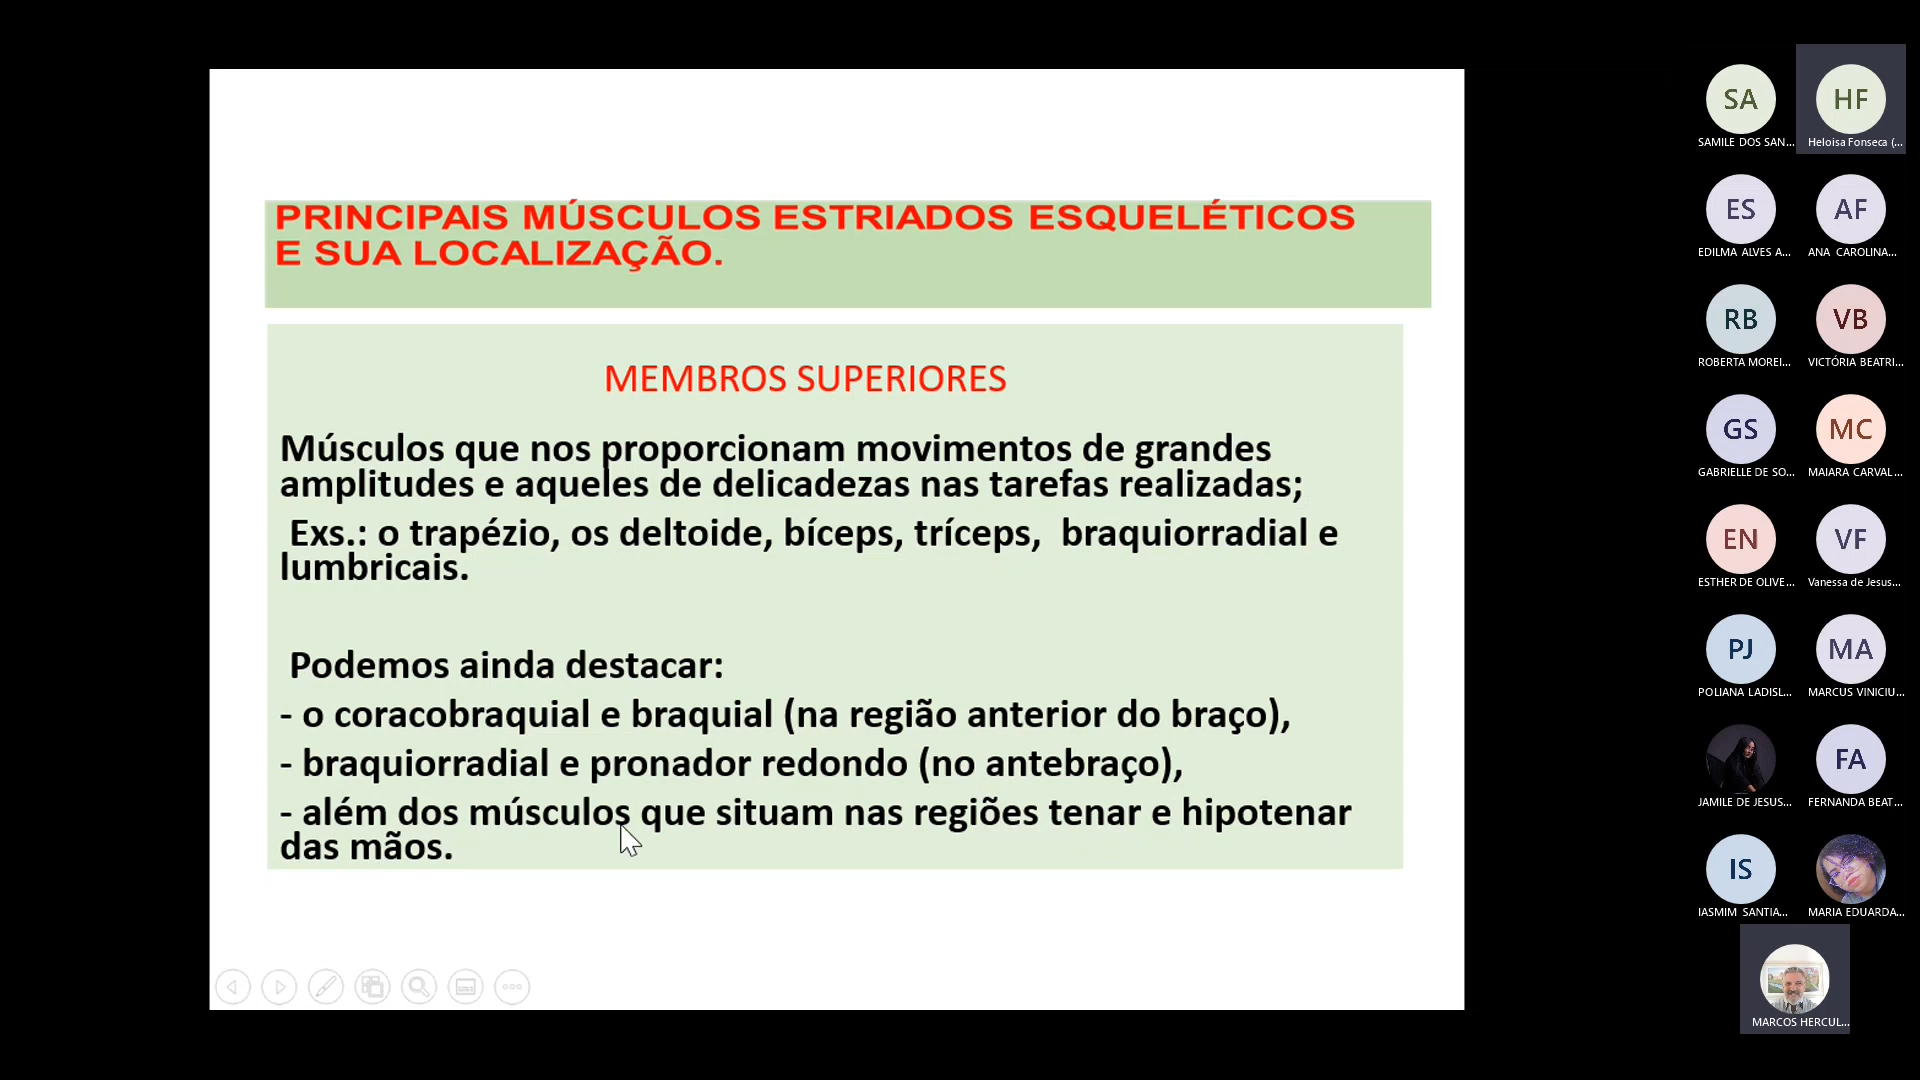 PRINCIPAIS MÚSCULOS ESTRIADOS ESQUELÉTICOS
E SUA LOCALIZAÇÃO.
MEMBROS SUPERIORES
Músculos que nos proporcionam movimentos de grandes
amplitudes e aqueles de delicadezas nas tarefas realizadas;
Exs.: o trapézio, os deltoide, bíceps, tríceps, braquiorradial e
lumbricais.
Podemos ainda destacar:
- o coracobraquial e braquial (na região anterior do braço),
- braquiorradial e pronador redondo (no antebraço),
- além dos músculos que situam nas regiões tenar e hipotenar
das mãos.
SA
SAMILE DOS SAN...
HF
Heloisa Fonseca (...
ES
EDILMA ALVES A...
AF
ANA CAROLINA...
RB
ROBERTA MOREI...
VB
VICTÓRIA BEATRI...
GS
GABRIELLE DE SO...
MC
MAIARA CARVAL...
EN
ESTHER DE OLIVE...
VF
Vanessa de Jesus...
PJ
POLIANA LADISL...
MA
MARCUS VINICIU...
JAMILE DE JESUS...
FA
FERNANDA BEAT...
IS
IASMIM SANTIA...
MARIA EDUARDA...
MARCOS HERCUL...